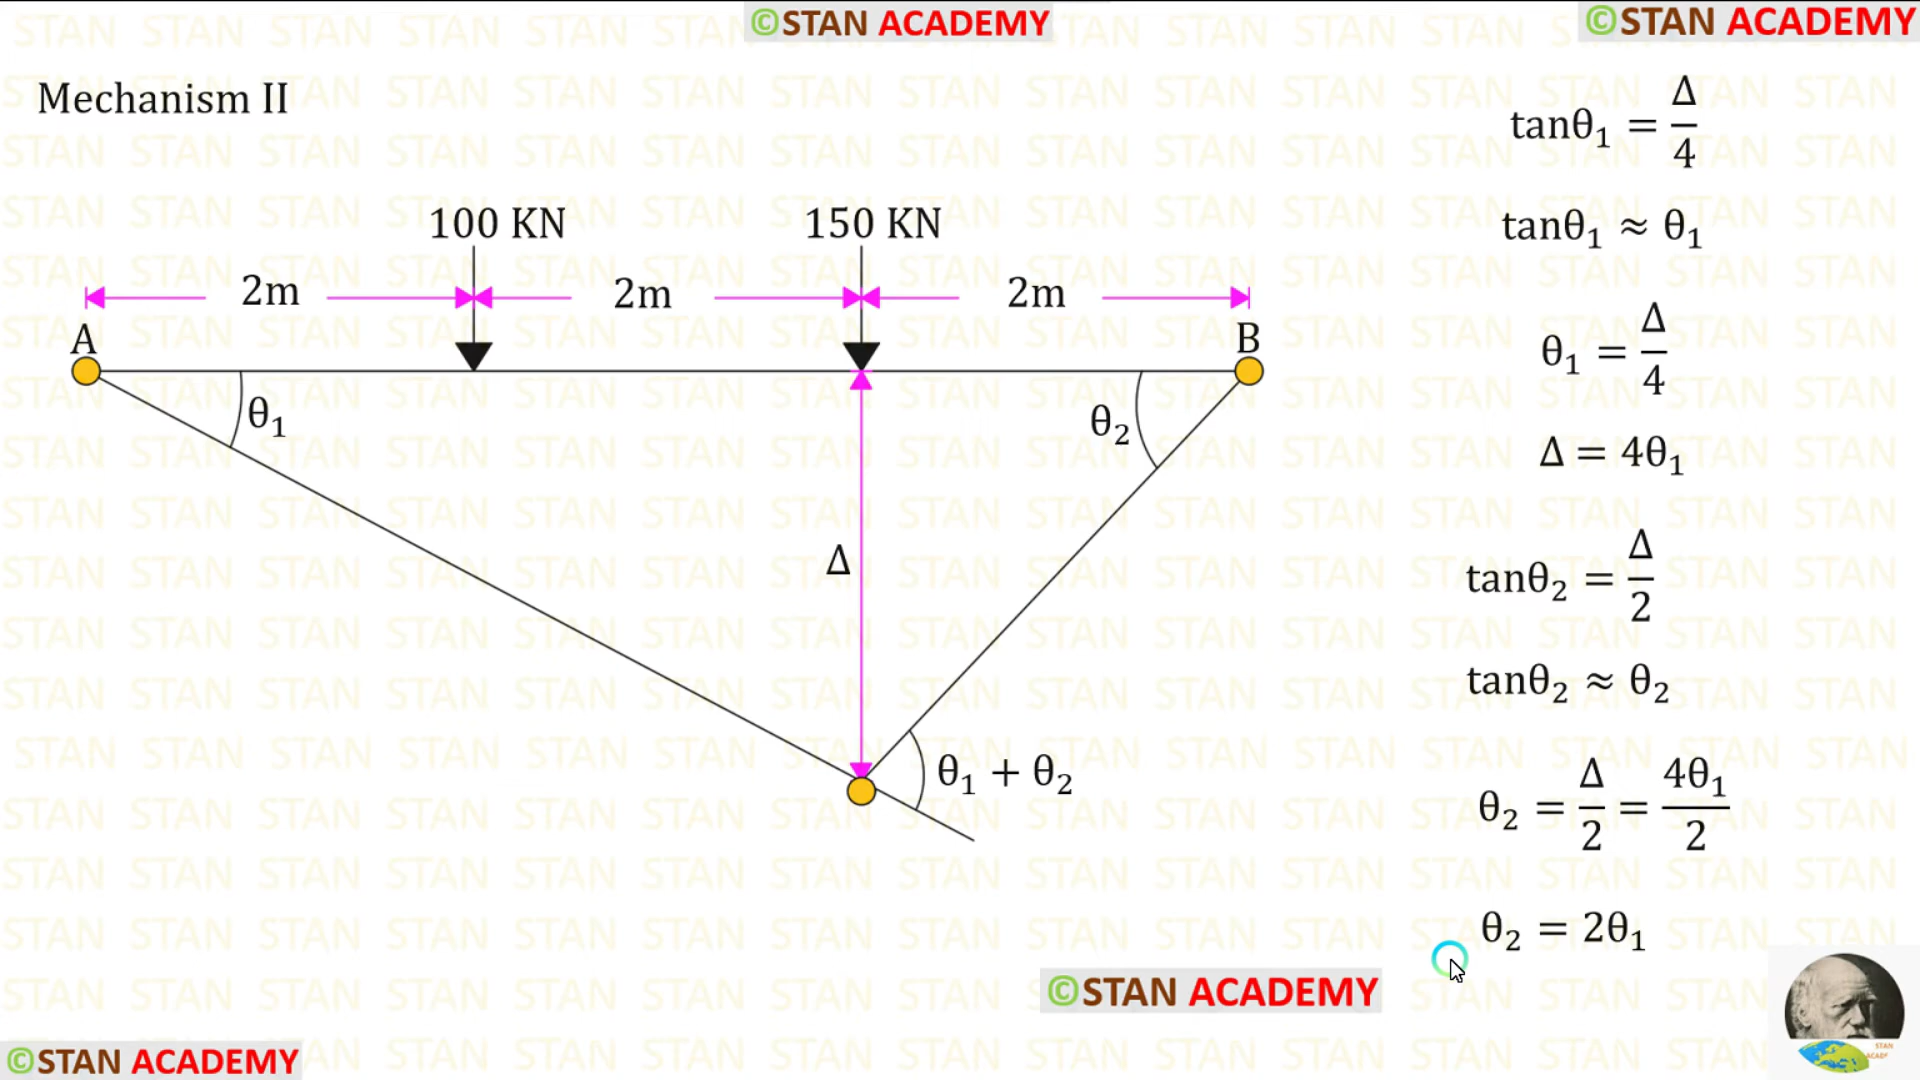 ©STAN ACADEMY
©STAN ACADEMY
Mechanism II
100 KN
150 KN
2m
2m
2m
A
B
θ₁
θ₂
Δ
θ₁ + θ₂
tanθ₁ = Δ/4
tanθ₁ ≈ θ₁
θ₁ = Δ/4
Δ = 4θ₁
tanθ₂ = Δ/2
tanθ₂ ≈ θ₂
θ₂ = Δ/2 = 4θ₁/2
θ₂ = 2θ₁
©STAN ACADEMY
©STAN ACADEMY